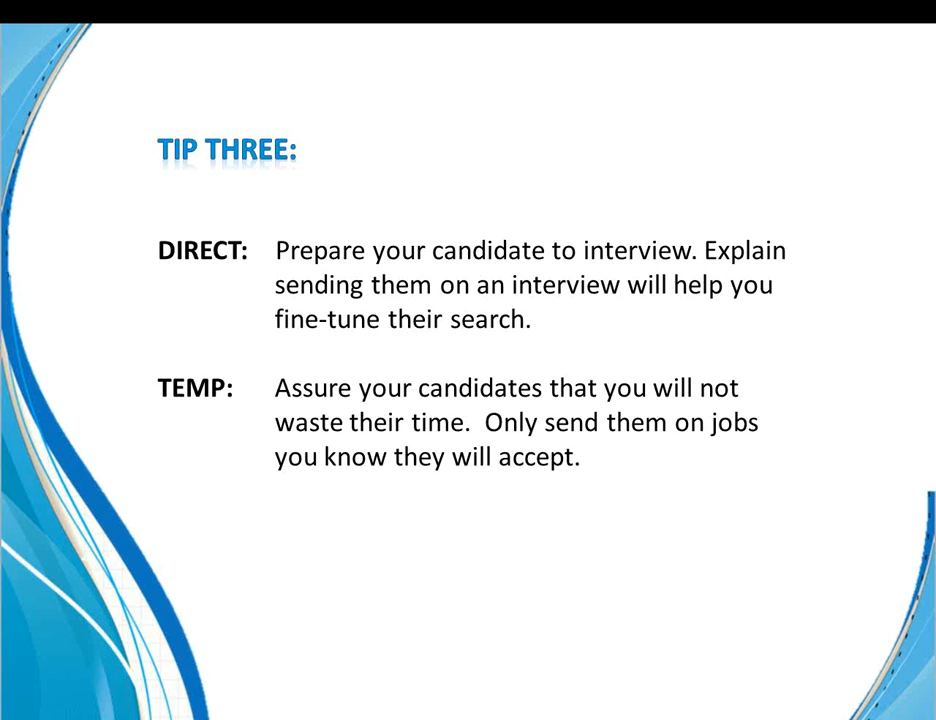 TIP THREE:
DIRECT: Prepare your candidate to interview. Explain
sending them on an interview will help you
fine-tune their search.
TEMP: Assure your candidates that you will not
waste their time.  Only send them on jobs
you know they will accept.